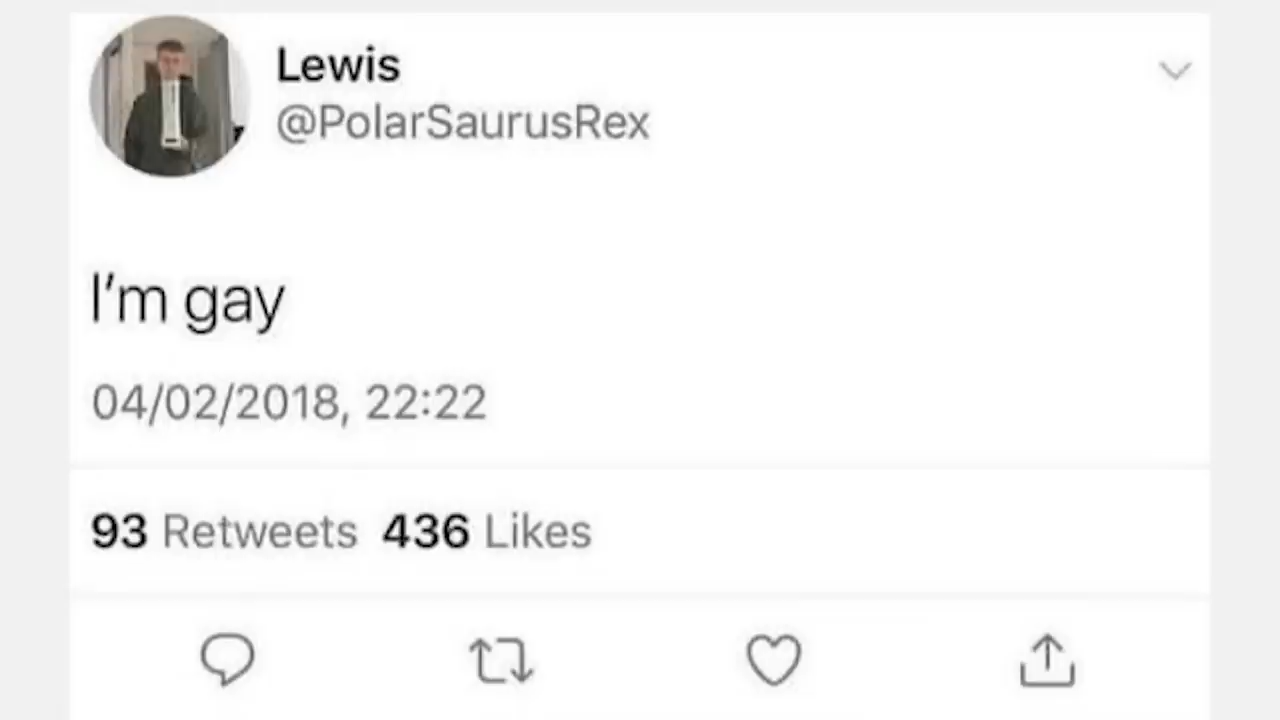 Lewis
@PolarSaurusRex
I'm gay
04/02/2018, 22:22
93 Retweets 436 Likes